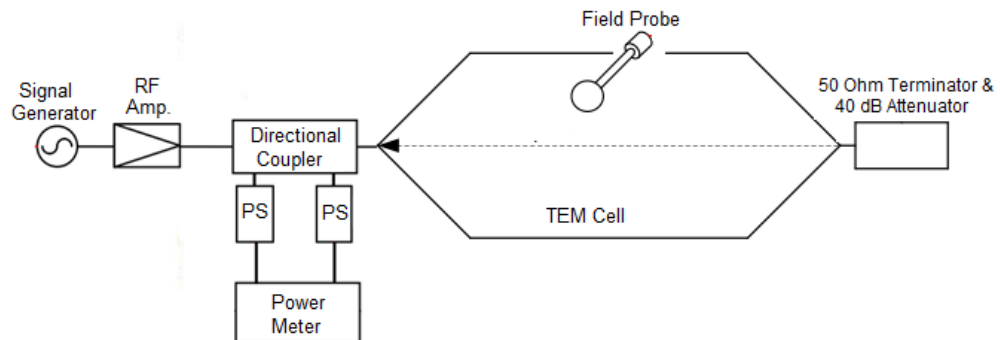 Field Probe
Signal
Generator
RF
Amp.
Directional
Coupler
50 Ohm Terminator &
40 dB Attenuator
PS
PS
TEM Cell
Power
Meter